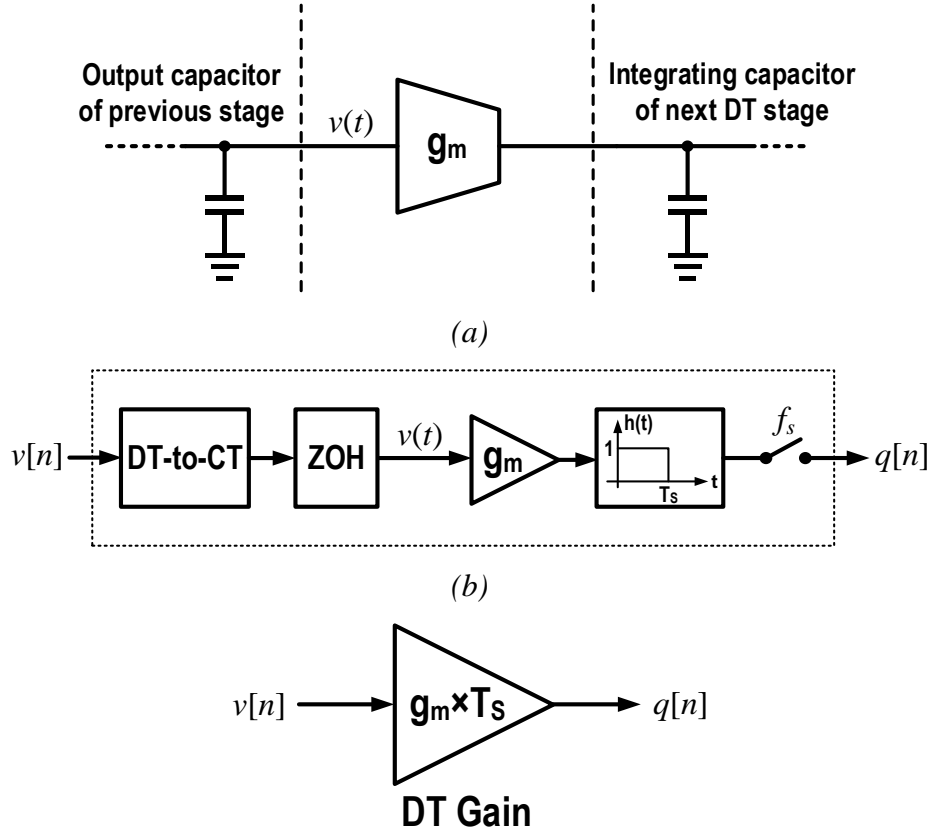 Output capacitor
of previous stage
v(t)
gm
Integrating capacitor
of next DT stage
(a)
v[n]
DT-to-CT
ZOH
v(t)
gm
h(t)
1
Ts
t
fs
q[n]
(b)
v[n]
gm×Ts
q[n]
DT Gain